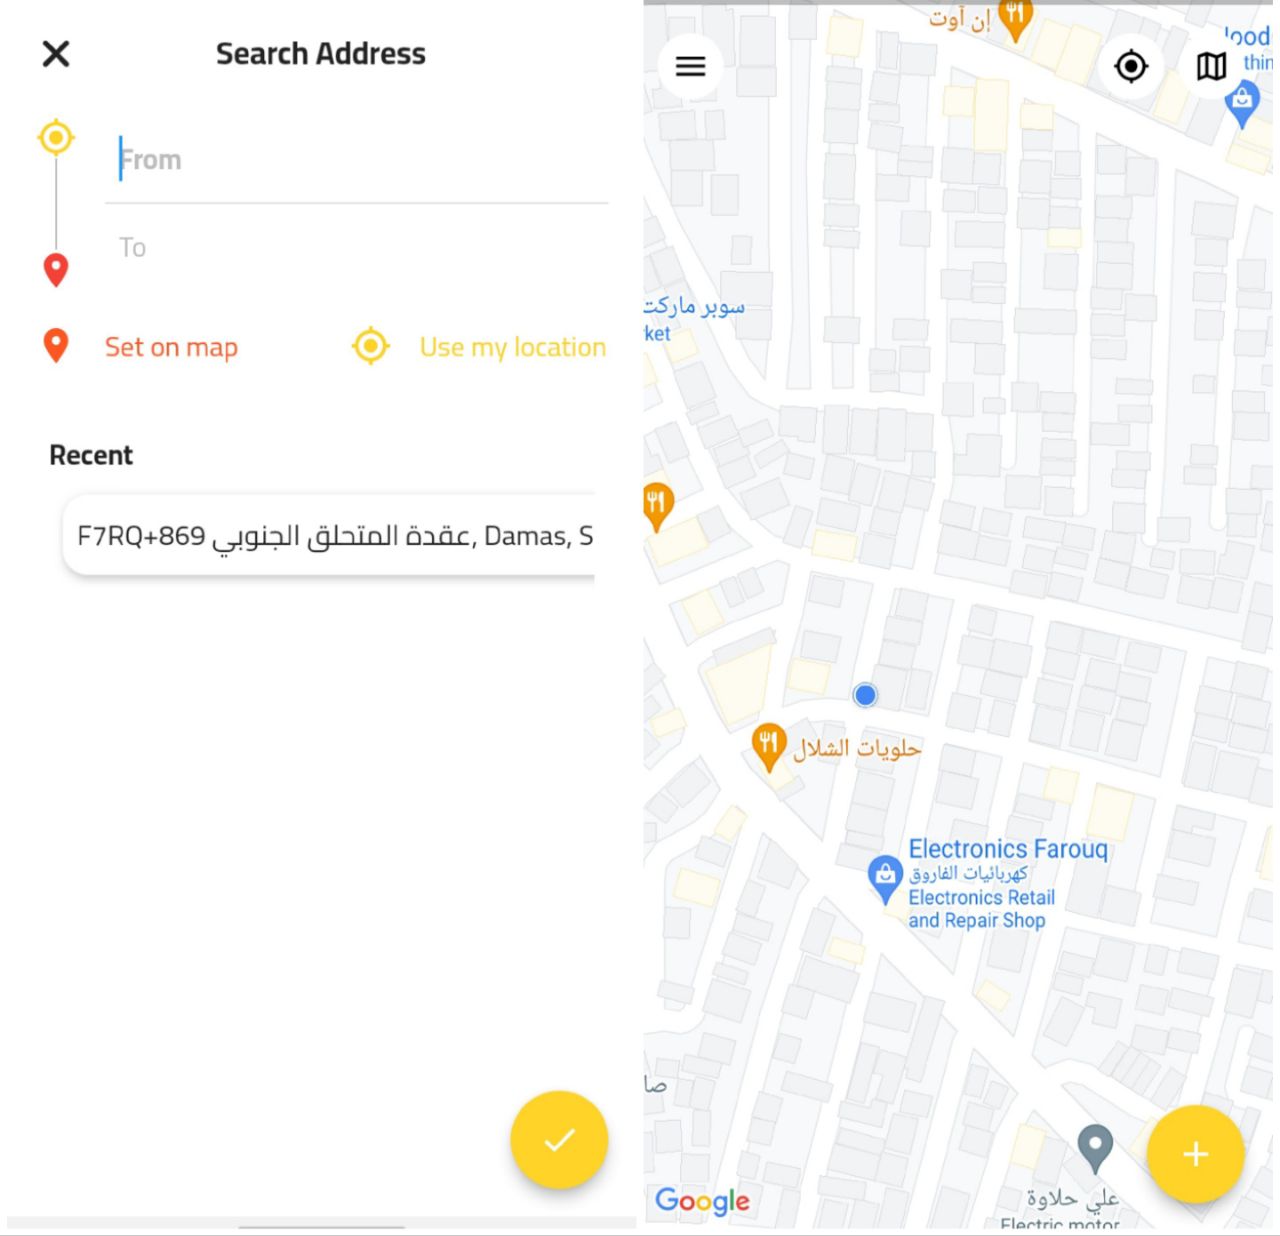 Search Address
From
To
Set on map
Use my location
Recent
F7RQ+869 عقدة المتحلق الجنوبي, Damas, S
إن آوت
thin
سوبر ماركت
ket
حلويات الشلال
Electronics Farouq
كهربائيات الفاروق
Electronics Retail
and Repair Shop
صا
علي حلاوة
Electric motor
Google